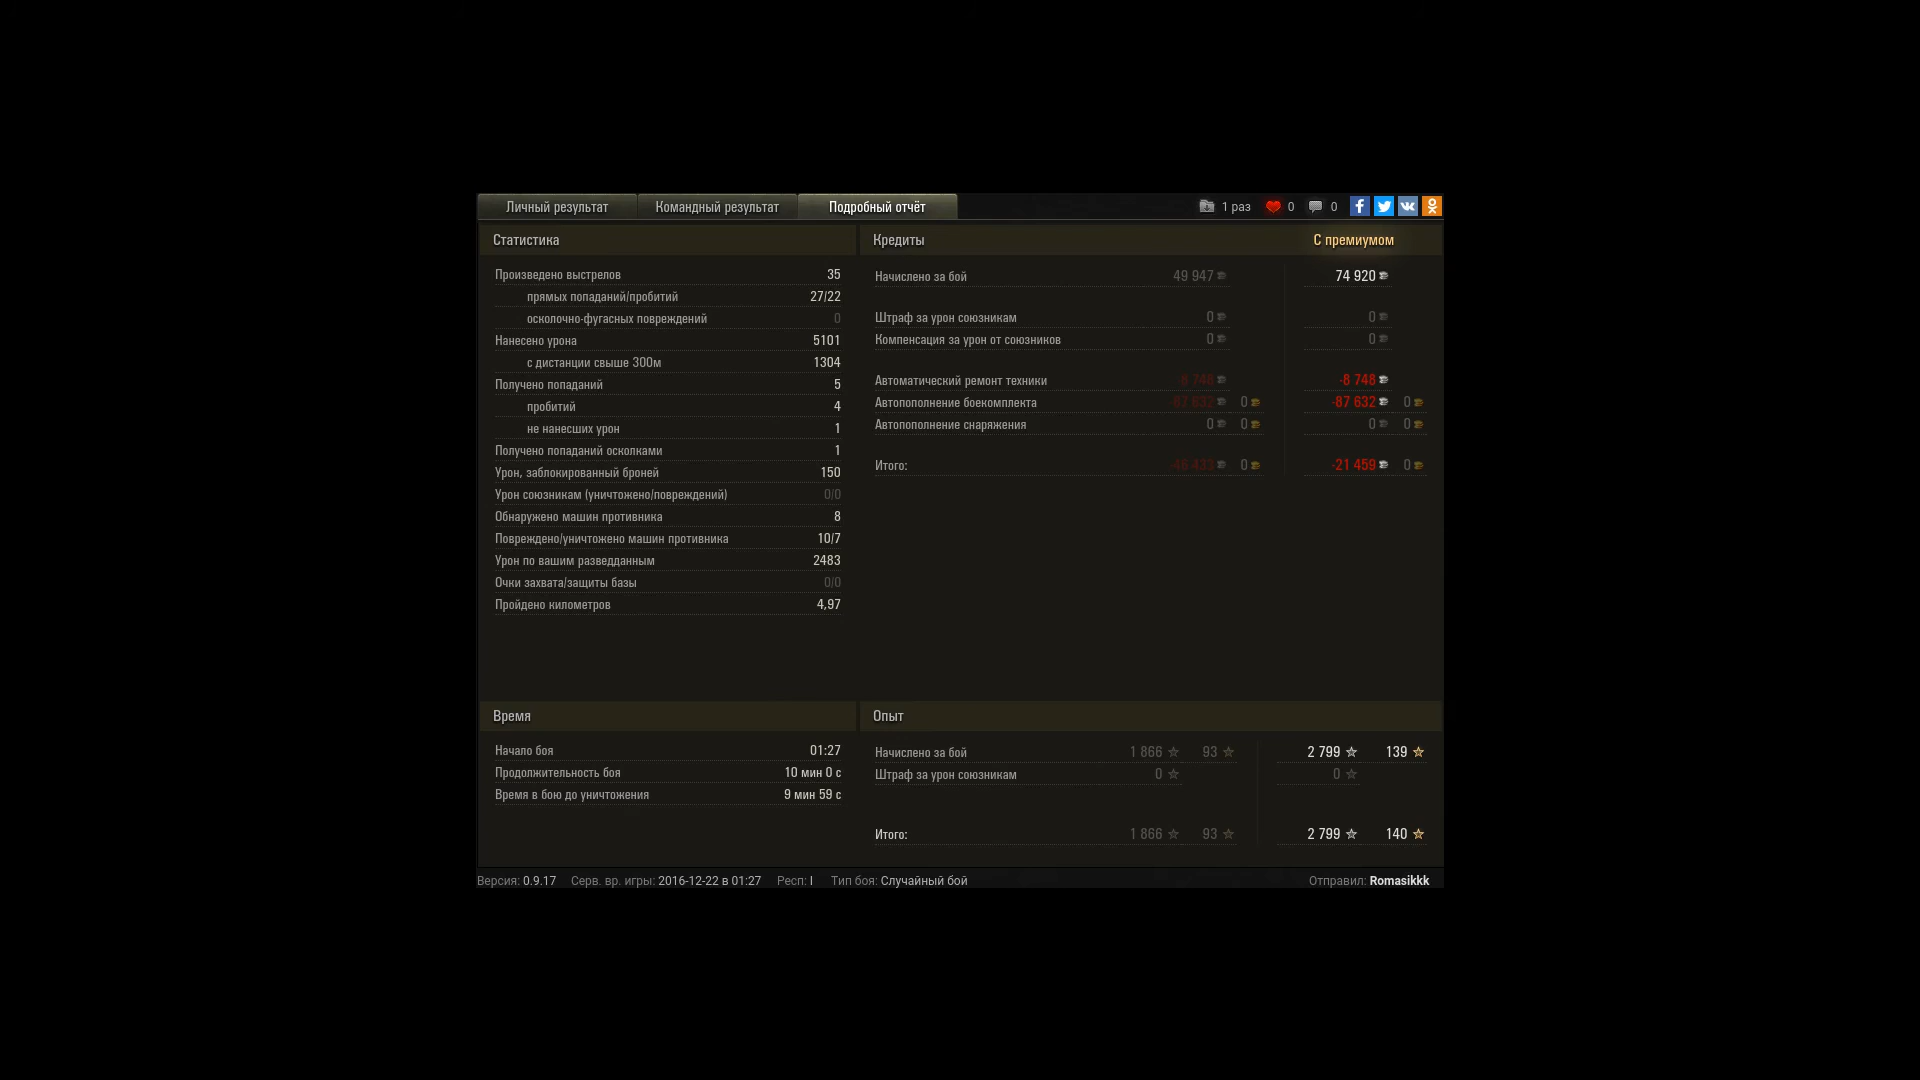 Личный результат Командный результат Подробный отчёт 1 раз 0 0
Статистика
Произведено выстрелов 35
прямых попаданий/пробитий 27/22
осколочно-фугасных повреждений 0
Нанесено урона 5101
с дистанции свыше 300м 1304
Получено попаданий 5
пробитий 4
не нанесших урон 1
Получено попаданий осколками 1
Урон, заблокированный броней 150
Урон союзникам (уничтожено/повреждений) 0/0
Обнаружено машин противника 8
Повреждено/уничтожено машин противника 10/7
Урон по вашим разведданным 2483
Очки захвата/защиты базы 0/0
Пройдено километров 4,97
Кредиты С премиумом
Начислено за бой 49 947 74 920
Штраф за урон союзникам 0 0
Компенсация за урон от союзников 0 0
Автоматический ремонт техники -8 748 -8 748
Автопополнение боекомплекта -87 632 0 -87 632 0
Автопополнение снаряжения 0 0 0 0
Итого: -46 433 0 -21 459 0
Время
Начало боя 01:27
Продолжительность боя 10 мин 0 с
Время в бою до уничтожения 9 мин 59 с
Опыт
Начислено за бой 1 866 93 2 799 139
Штраф за урон союзникам 0 0
Итого: 1 866 93 2 799 140
Версия: 0.9.17 Серв. вр. игры: 2016-12-22 в 01:27 Респ: I Тип боя: Случайный бой Отправил: Romasikkk